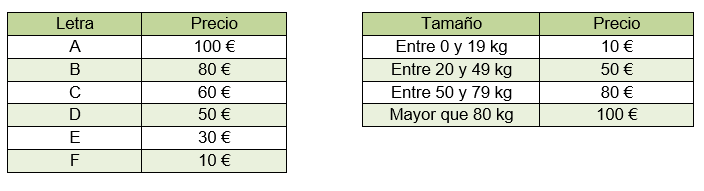 Letra Precio
A 100 €
B 80 €
C 60 €
D 50 €
E 30 €
F 10 €
Tamaño Precio
Entre 0 y 19 kg 10 €
Entre 20 y 49 kg 50 €
Entre 50 y 79 kg 80 €
Mayor que 80 kg 100 €